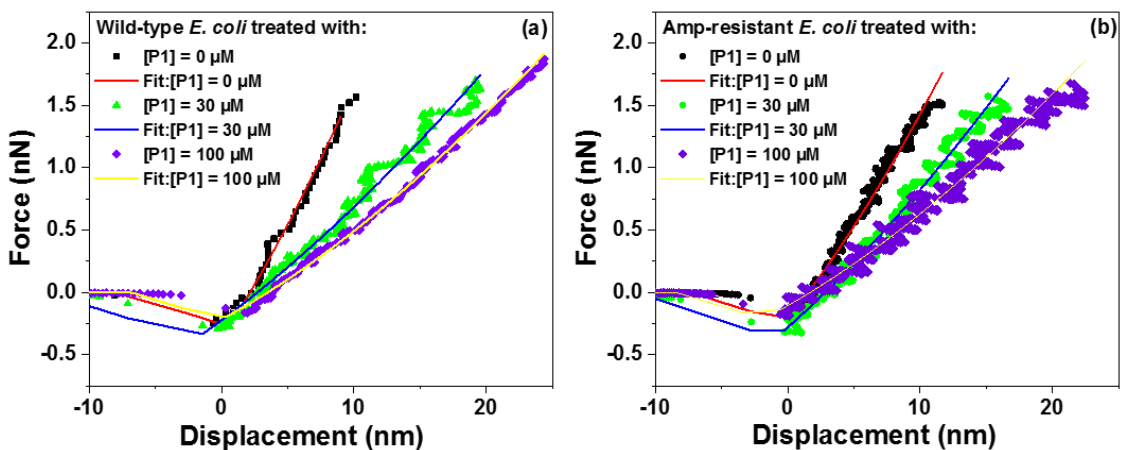 Wild-type E. coli treated with: (a)
[P1] = 0 µM
Fit:[P1] = 0 µM
[P1] = 30 µM
Fit:[P1] = 30 µM
[P1] = 100 µM
Fit:[P1] = 100 µM
2.0
1.5
1.0
0.5
0.0
-0.5
Force (nN)
-10 0 10 20
Displacement (nm)
Amp-resistant E. coli treated with: (b)
[P1] = 0 µM
Fit:[P1] = 0 µM
[P1] = 30 µM
Fit:[P1] = 30 µM
[P1] = 100 µM
Fit:[P1] = 100 µM
2.0
1.5
1.0
0.5
0.0
-0.5
Force (nN)
-10 0 10 20
Displacement (nm)